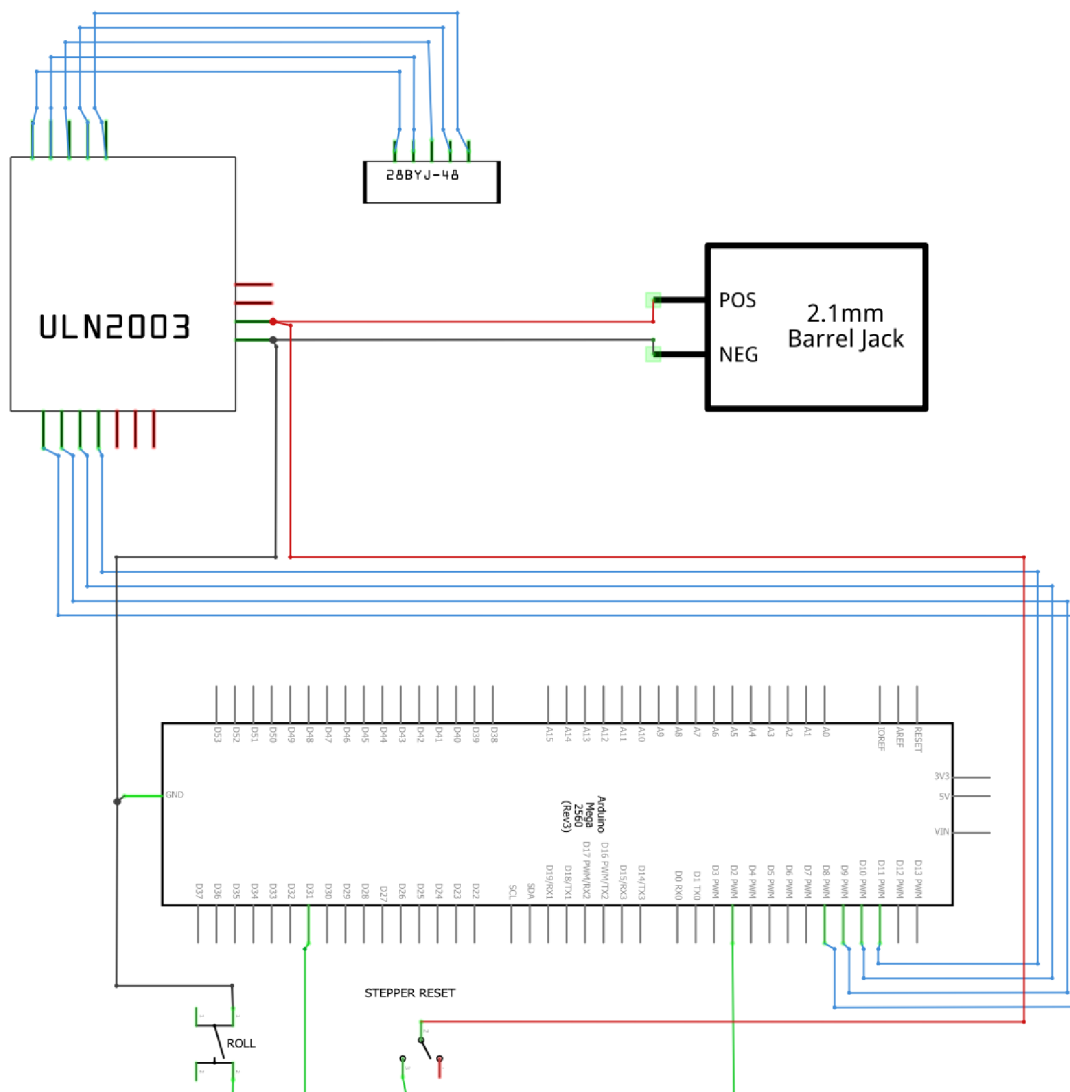 28BYJ-48
ULN2003
POS
NEG
2.1mm
Barrel Jack
D53
D52
D51
D50
D49
D48
D47
D46
D45
D44
D43
D42
D41
D40
D39
D38
A15
A14
A13
A12
A11
A10
A9
A8
A7
A6
A5
A4
A3
A2
A1
A0
IOREF
AREF
RESET
3V3
5V
VIN
GND
Arduino
Mega
2560
(Rev3)
D37
D36
D35
D34
D33
D32
D31
D30
D29
D28
D27
D26
D25
D24
D23
D22
SCL
SDA
D19/RX1
D18/TX1
D17 PWM/RX2
D16 PWM/TX2
D15/RX3
D14/TX3
D0 RX0
D1 TX0
D3 PWM
D2 PWM
D4 PWM
D5 PWM
D6 PWM
D7 PWM
D8 PWM
D9 PWM
D10 PWM
D11 PWM
D12 PWM
D13 PWM
STEPPER RESET
ROLL